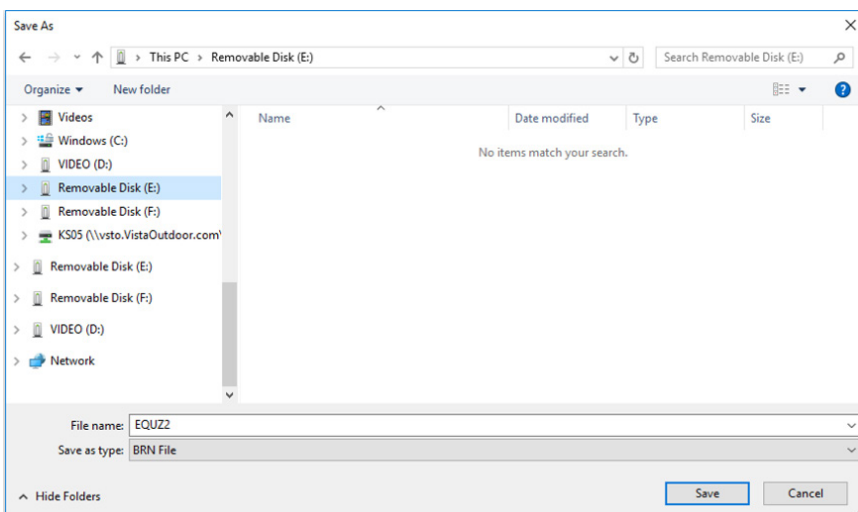 Save As
This PC > Removable Disk (E:)
Search Removable Disk (E:)
Organize
New folder
Name
Date modified
Type
Size
No items match your search.
Videos
Windows (C:)
VIDEO (D:)
Removable Disk (E:)
Removable Disk (F:)
KS05 (\\vsto.VistaOutdoor.com\
Removable Disk (E:)
Removable Disk (F:)
VIDEO (D:)
Network
File name: EQUZ2
Save as type: BRN File
Hide Folders
Save
Cancel